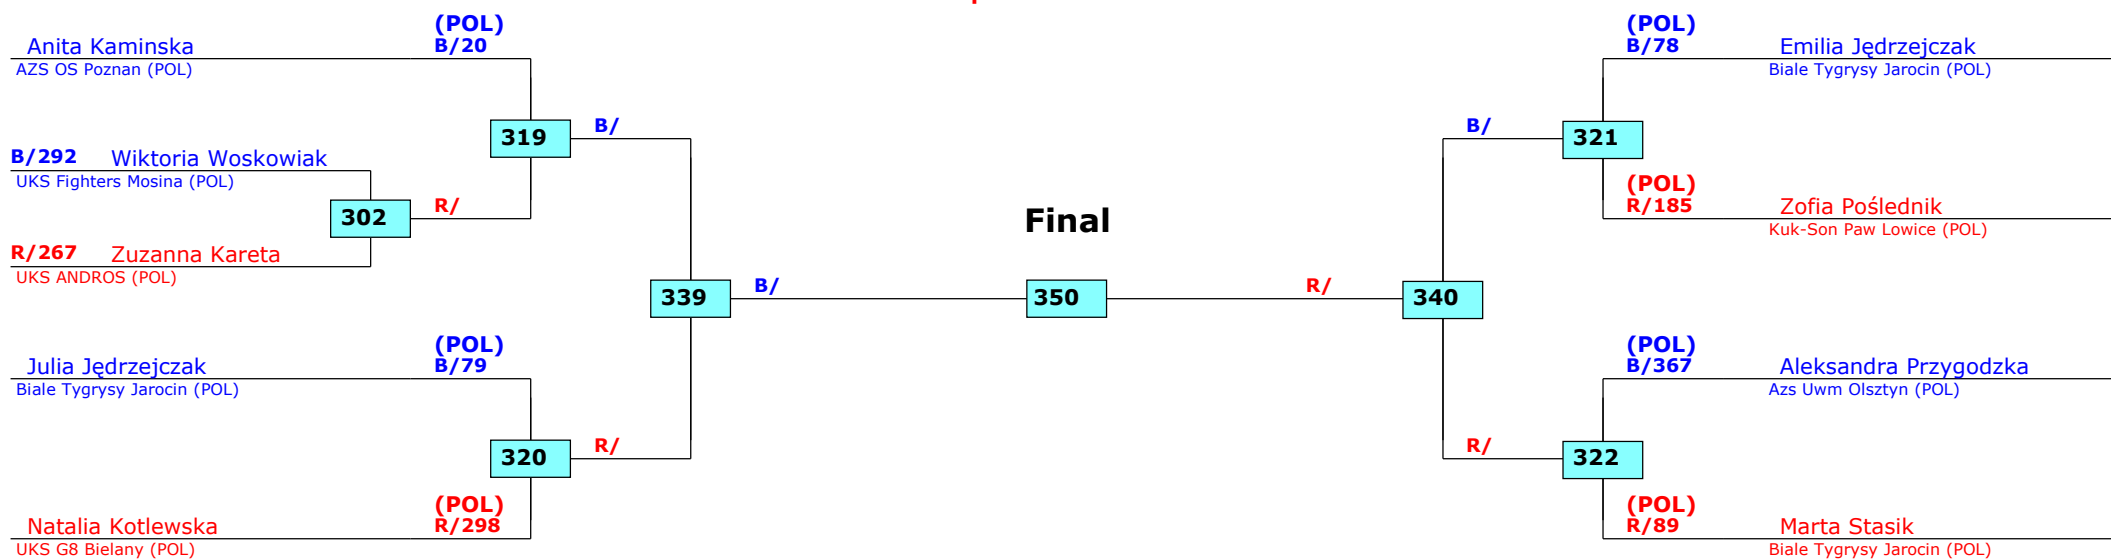 (POL)
Anita Kaminska B/20
AZS OS Poznan (POL)
319 B/
B/292 Wiktoria Woskowiak
UKS Fighters Mosina (POL)
302 R/
R/267 Zuzanna Kareta
UKS ANDROS (POL)
339 B/
(POL)
Julia Jędrzejczak B/79
Biale Tygrysy Jarocin (POL)
320 R/
(POL)
Natalia Kotlewska R/298
UKS G8 Bielany (POL)
Final
350
(POL)
B/78 Emilia Jędrzejczak
Biale Tygrysy Jarocin (POL)
B/ 321
(POL)
R/185 Zofia Poślednik
Kuk-Son Paw Lowice (POL)
R/ 340
(POL)
B/367 Aleksandra Przygodzka
Azs Uwm Olsztyn (POL)
R/ 322
(POL)
R/89 Marta Stasik
Biale Tygrysy Jarocin (POL)